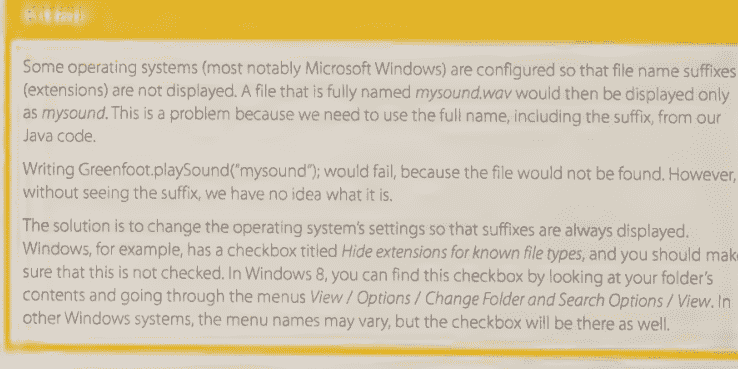 Some operating systems (most notably Microsoft Windows) are configured so that file name suffixes
(extensions) are not displayed. A file that is fully named mysound.wav would then be displayed only
as mysound. This is a problem because we need to use the full name, including the suffix, from our
Java code.
Writing Greenfoot.playSound("mysound"); would fail, because the file would not be found. However,
without seeing the suffix, we have no idea what it is.
The solution is to change the operating system's settings so that suffixes are always displayed.
Windows, for example, has a checkbox titled Hide extensions for known file types, and you should mak
sure that this is not checked. In Windows 8, you can find this checkbox by looking at your folder's
contents and going through the menus View / Options / Change Folder and Search Options / View. In
other Windows systems, the menu names may vary, but the checkbox will be there as well.